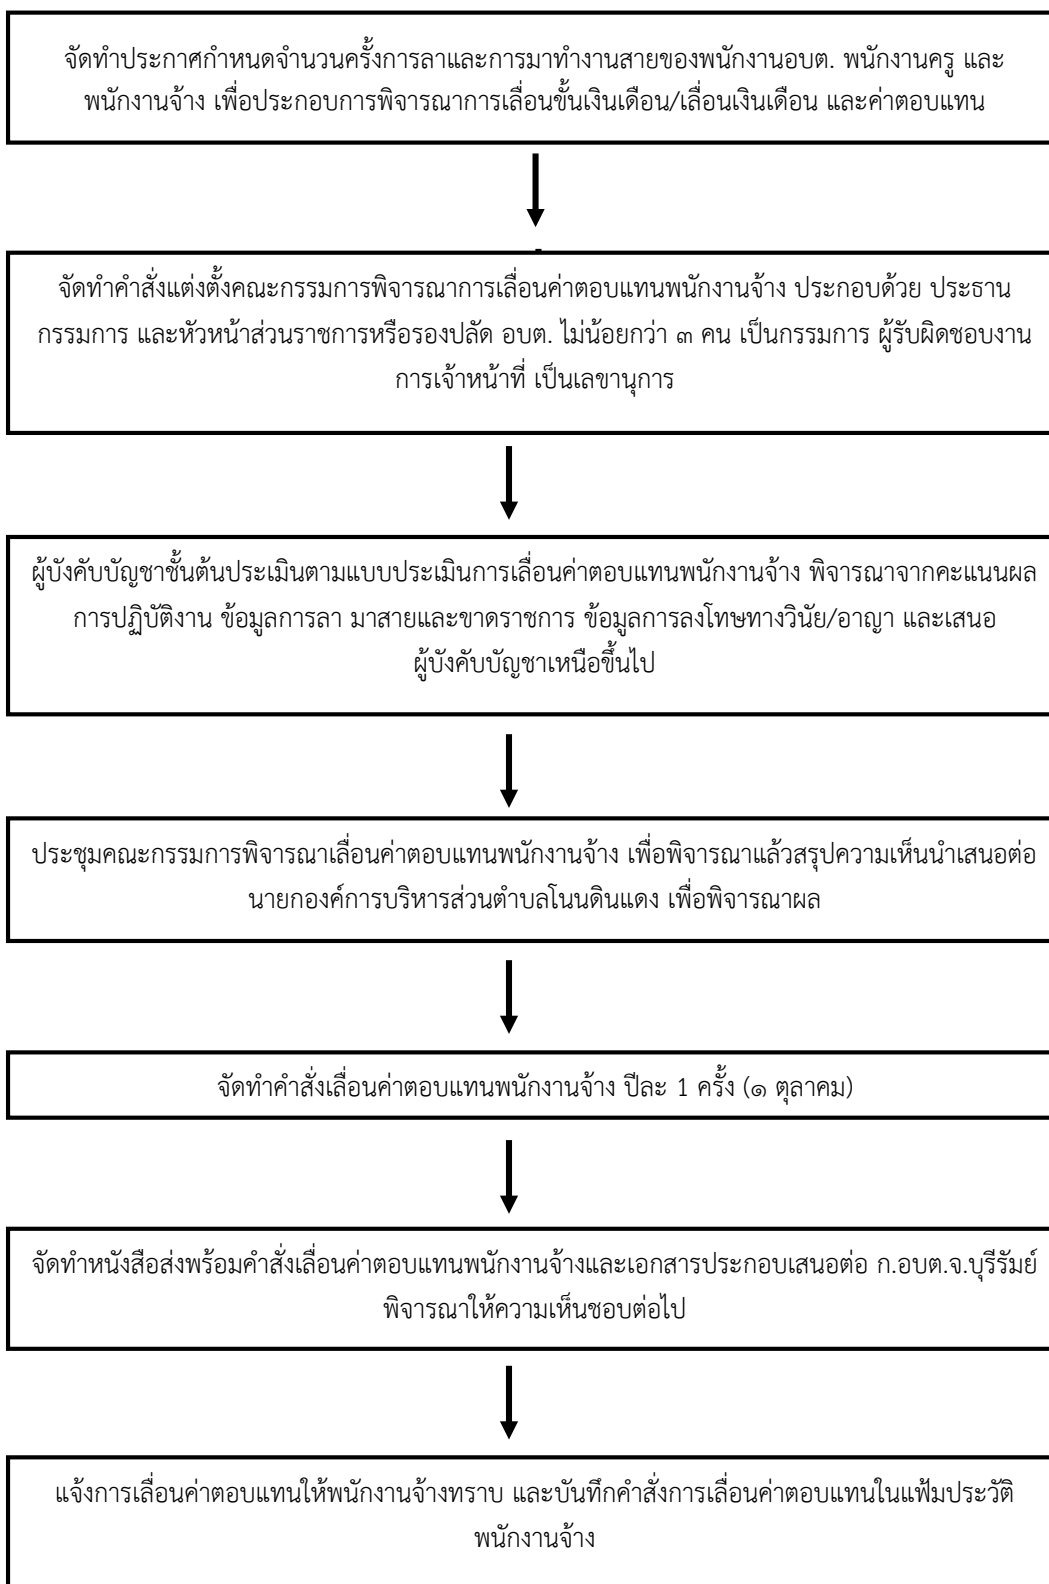 จัดทำประกาศกำหนดจำนวนครั้งการลาและการมาทำงานสายของพนักงานอบต. พนักงานครู และ
พนักงานจ้าง เพื่อประกอบการพิจารณาการเลื่อนขั้นเงินเดือน/เลื่อนเงินเดือน และค่าตอบแทน
จัดทำคำสั่งแต่งตั้งคณะกรรมการพิจารณาการเลื่อนค่าตอบแทนพนักงานจ้าง ประกอบด้วย ประธาน
กรรมการ และหัวหน้าส่วนราชการหรือรองปลัด อบต. ไม่น้อยกว่า ๓ คน เป็นกรรมการ ผู้รับผิดชอบงาน
การเจ้าหน้าที่ เป็นเลขานุการ
ผู้บังคับบัญชาชั้นต้นประเมินตามแบบประเมินการเลื่อนค่าตอบแทนพนักงานจ้าง พิจารณาจากคะแนนผล
การปฏิบัติงาน ข้อมูลการลา มาสายและขาดราชการ ข้อมูลการลงโทษทางวินัย/อาญา และเสนอ
ผู้บังคับบัญชาเหนือขึ้นไป
ประชุมคณะกรรมการพิจารณาเลื่อนค่าตอบแทนพนักงานจ้าง เพื่อพิจารณาแล้วสรุปความเห็นนำเสนอต่อ
นายกองค์การบริหารส่วนตำบลโนนดินแดง เพื่อพิจารณาผล
จัดทำคำสั่งเลื่อนค่าตอบแทนพนักงานจ้าง ปีละ 1 ครั้ง (๑ ตุลาคม)
จัดทำหนังสือส่งพร้อมคำสั่งเลื่อนค่าตอบแทนพนักงานจ้างและเอกสารประกอบเสนอต่อ ก.อบต.จ.บุรีรัมย์
พิจารณาให้ความเห็นชอบต่อไป
แจ้งการเลื่อนค่าตอบแทนให้พนักงานจ้างทราบ และบันทึกคำสั่งการเลื่อนค่าตอบแทนในแฟ้มประวัติ
พนักงานจ้าง